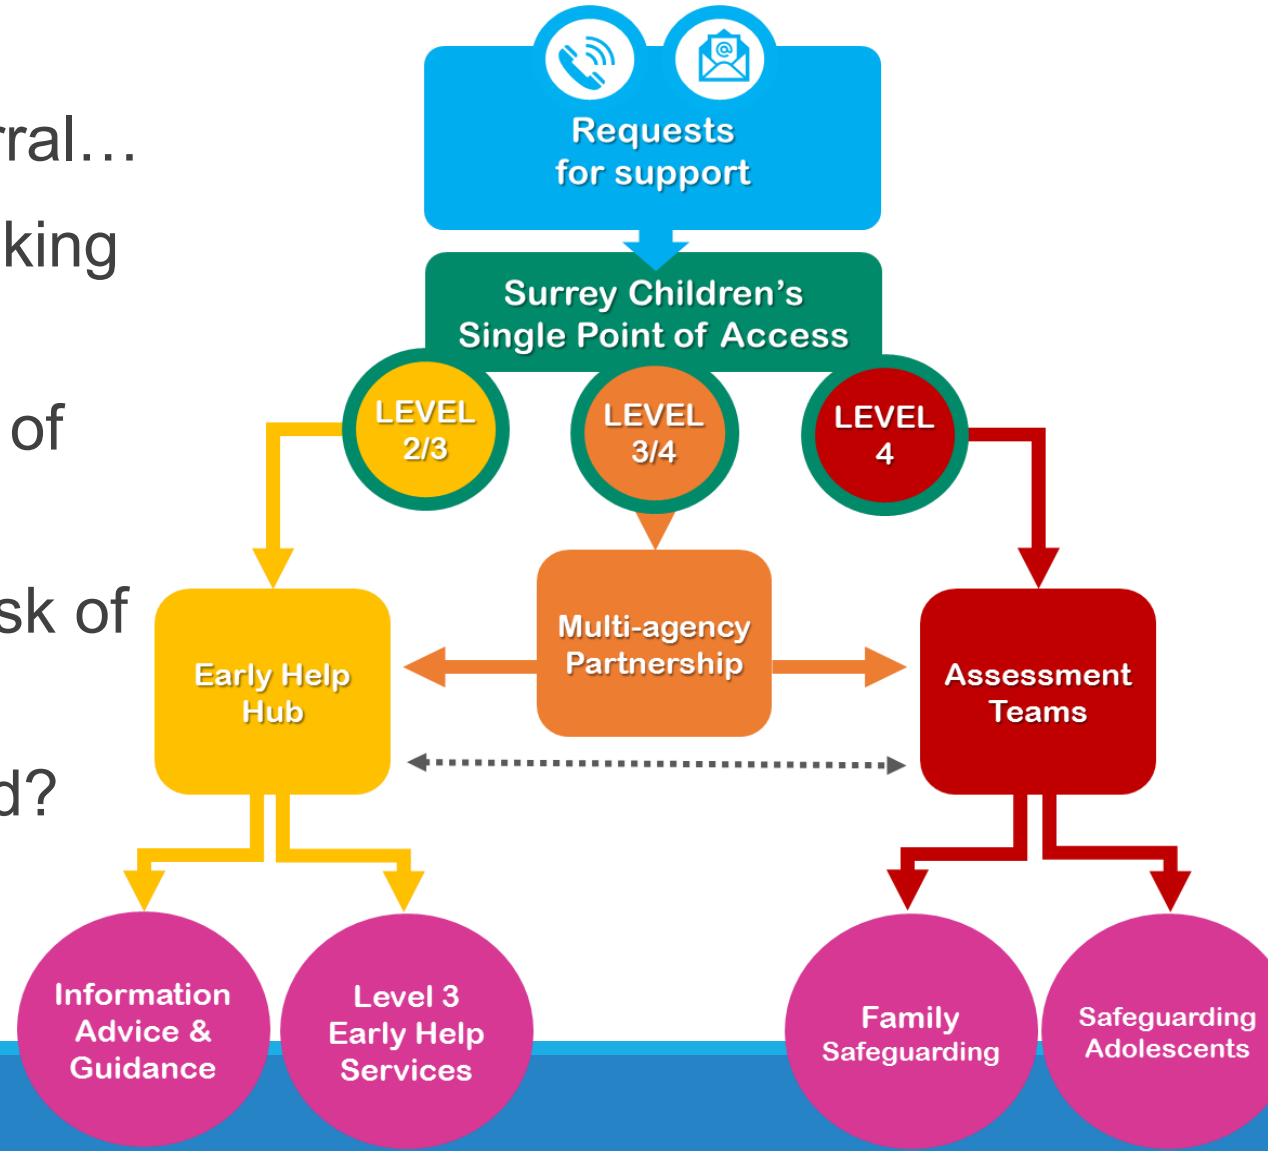 rral…
king
of
sk of
d?
@
Requests
for support
Surrey Children's
Single Point of Access
LEVEL
2/3
LEVEL
3/4
LEVEL
4
Early Help
Hub
Multi-agency
Partnership
Assessment
Teams
Information
Advice &
Guidance
Level 3
Early Help
Services
Family
Safeguarding
Safeguarding
Adolescents